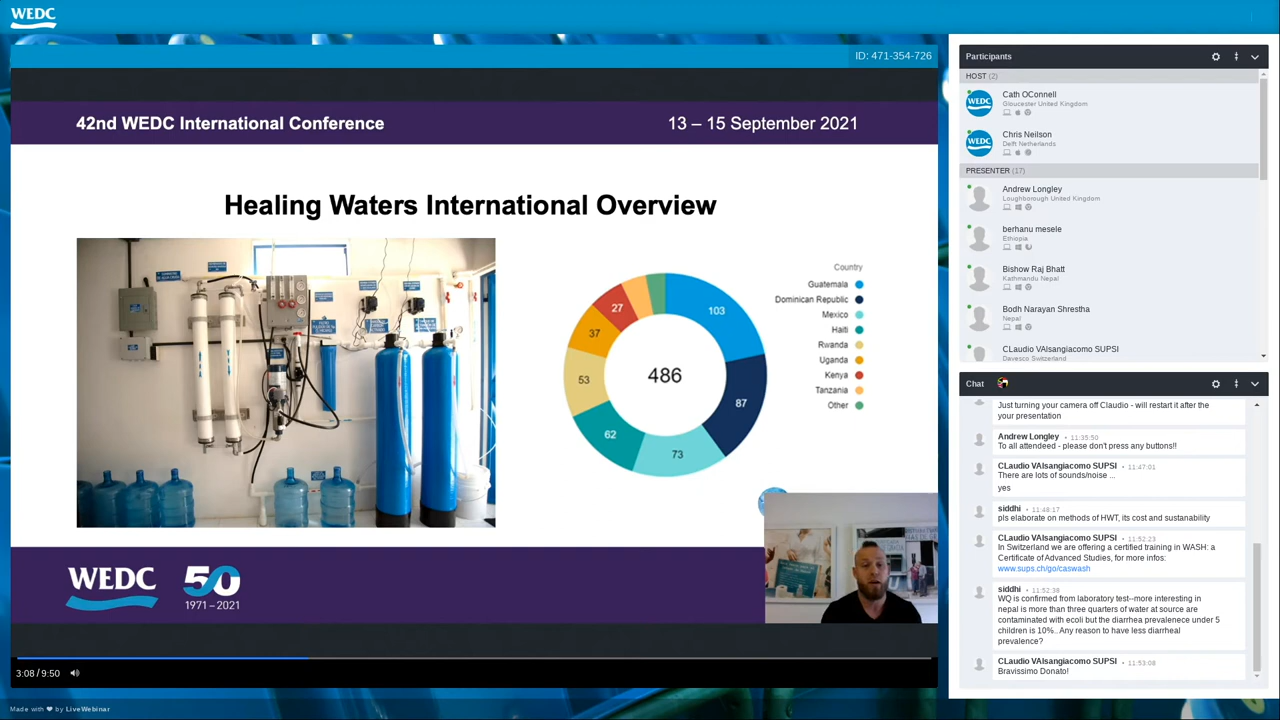 WEDC
ID: 471-354-726
42nd WEDC International Conference
13 – 15 September 2021
Healing Waters International Overview
Country
Guatemala
Dominican Republic
Mexico
Haiti
Rwanda
Uganda
Kenya
Tanzania
Other
103
87
73
62
53
37
27
486
WEDC
50
1971 – 2021
3:08 / 9:50
Made with ❤ by LiveWebinar
Participants
HOST (2)
WEDC
Cath OConnell
Gloucester United Kingdom
WEDC
Chris Neilson
Delft Netherlands
PRESENTER (17)
Andrew Longley
Loughborough United Kingdom
berhanu mesele
Ethiopia
Bishow Raj Bhatt
Kathmandu Nepal
Bodh Narayan Shrestha
Nepal
CLaudio VAlsangiacomo SUPSI
Davesco Switzerland
Chat
Just turning your camera off Claudio - will restart it after the
your presentation
Andrew Longley • 11:35:50
To all attendeed - please don't press any buttons!!
CLaudio VAlsangiacomo SUPSI • 11:47:01
There are lots of sounds/noise ...
yes
siddhi • 11:48:17
pls elaborate on methods of HWT, its cost and sustanability
CLaudio VAlsangiacomo SUPSI • 11:52:23
In Switzerland we are offering a certified training in WASH: a
Certificate of Advanced Studies, for more infos:
www.sups.ch/go/caswash
siddhi • 11:52:38
WQ is confirmed from laboratory test--more interesting in
nepal is more than three quarters of water at source are
contaminated with ecoli but the diarrhea prevalenece under 5
children is 10%.. Any reason to have less diarrheal
prevalence?
CLaudio VAlsangiacomo SUPSI • 11:53:08
Bravissimo Donato!